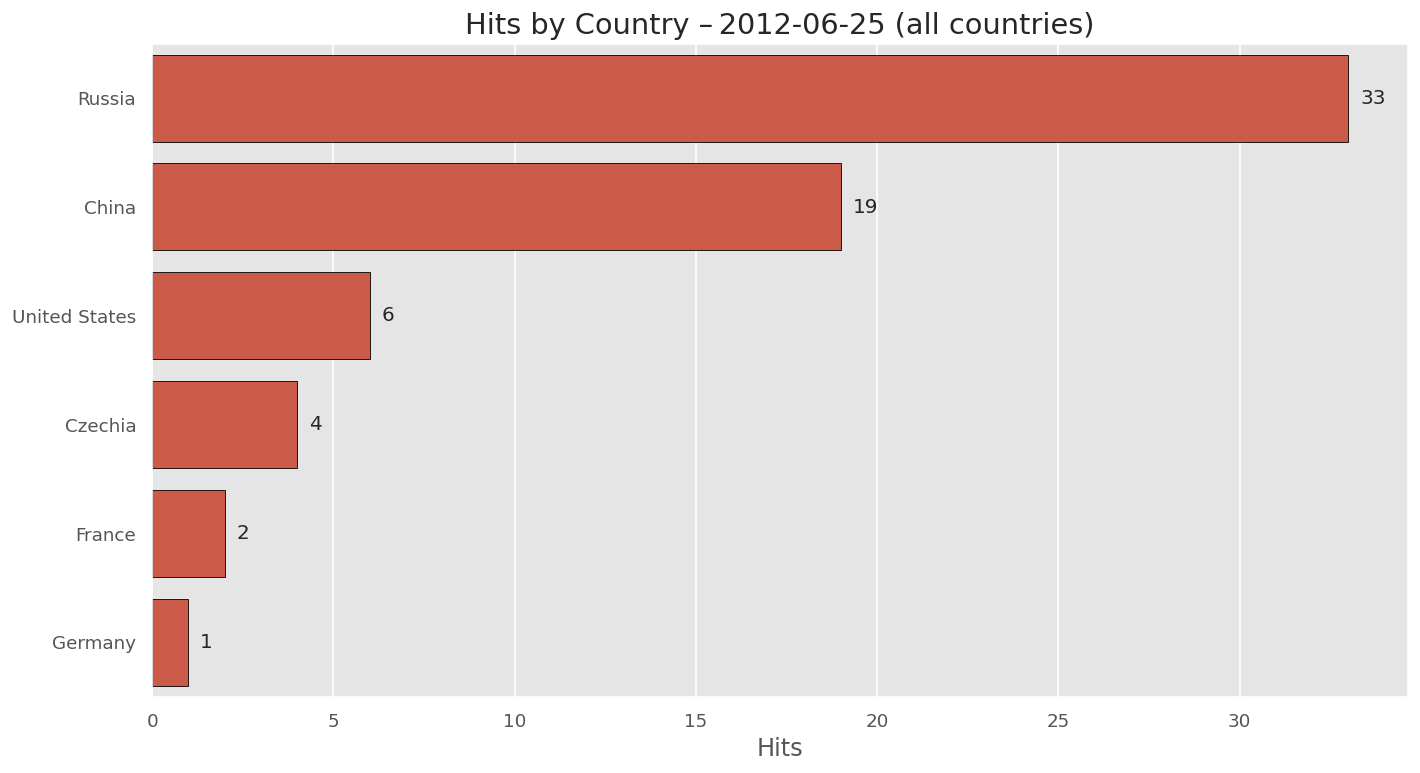 Hits by Country – 2012-06-25 (all countries)
Russia 33
China 19
United States 6
Czechia 4
France 2
Germany 1
0 5 10 15 20 25 30
Hits